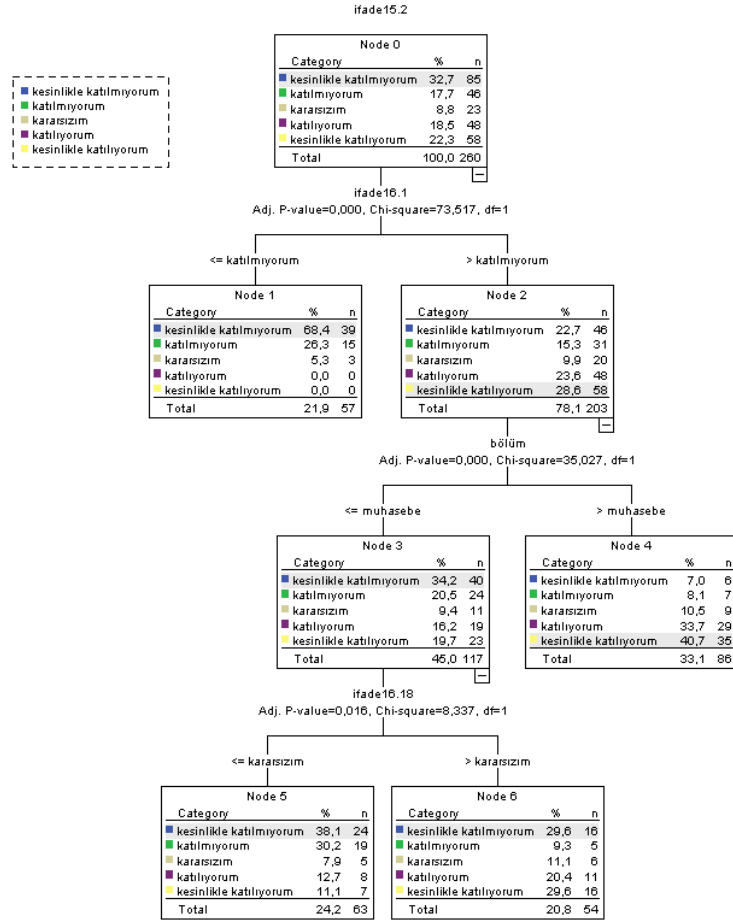 ifade15.2
kesinlikle katılmıyorum
katılmıyorum
kararsızım
katılıyorum
kesinlikle katılıyorum
Node 0
Category % n
kesinlikle katılmıyorum 32,7 85
katılmıyorum 17,7 46
kararsızım 8,8 23
katılıyorum 18,5 48
kesinlikle katılıyorum 22,3 58
Total 100,0 260
ifade16.1
Adj. P-value=0,000, Chi-square=73,517, df=1
<= katılmıyorum
> katılmıyorum
Node 1
Category % n
kesinlikle katılmıyorum 68,4 39
katılmıyorum 26,3 15
kararsızım 5,3 3
katılıyorum 0,0 0
kesinlikle katılıyorum 0,0 0
Total 21,9 57
Node 2
Category % n
kesinlikle katılmıyorum 22,7 46
katılmıyorum 15,3 31
kararsızım 9,9 20
katılıyorum 23,6 48
kesinlikle katılıyorum 28,6 58
Total 78,1 203
bölüm
Adj. P-value=0,000, Chi-square=35,027, df=1
<= muhasebe
> muhasebe
Node 3
Category % n
kesinlikle katılmıyorum 34,2 40
katılmıyorum 20,5 24
kararsızım 9,4 11
katılıyorum 16,2 19
kesinlikle katılıyorum 19,7 23
Total 45,0 117
Node 4
Category % n
kesinlikle katılmıyorum 7,0 6
katılmıyorum 8,1 7
kararsızım 10,5 9
katılıyorum 33,7 29
kesinlikle katılıyorum 40,7 35
Total 33,1 86
ifade16.18
Adj. P-value=0,016, Chi-square=8,337, df=1
<= kararsızım
> kararsızım
Node 5
Category % n
kesinlikle katılmıyorum 38,1 24
katılmıyorum 30,2 19
kararsızım 7,9 5
katılıyorum 12,7 8
kesinlikle katılıyorum 11,1 7
Total 24,2 63
Node 6
Category % n
kesinlikle katılmıyorum 29,6 16
katılmıyorum 9,3 5
kararsızım 11,1 6
katılıyorum 20,4 11
kesinlikle katılıyorum 29,6 16
Total 20,8 54